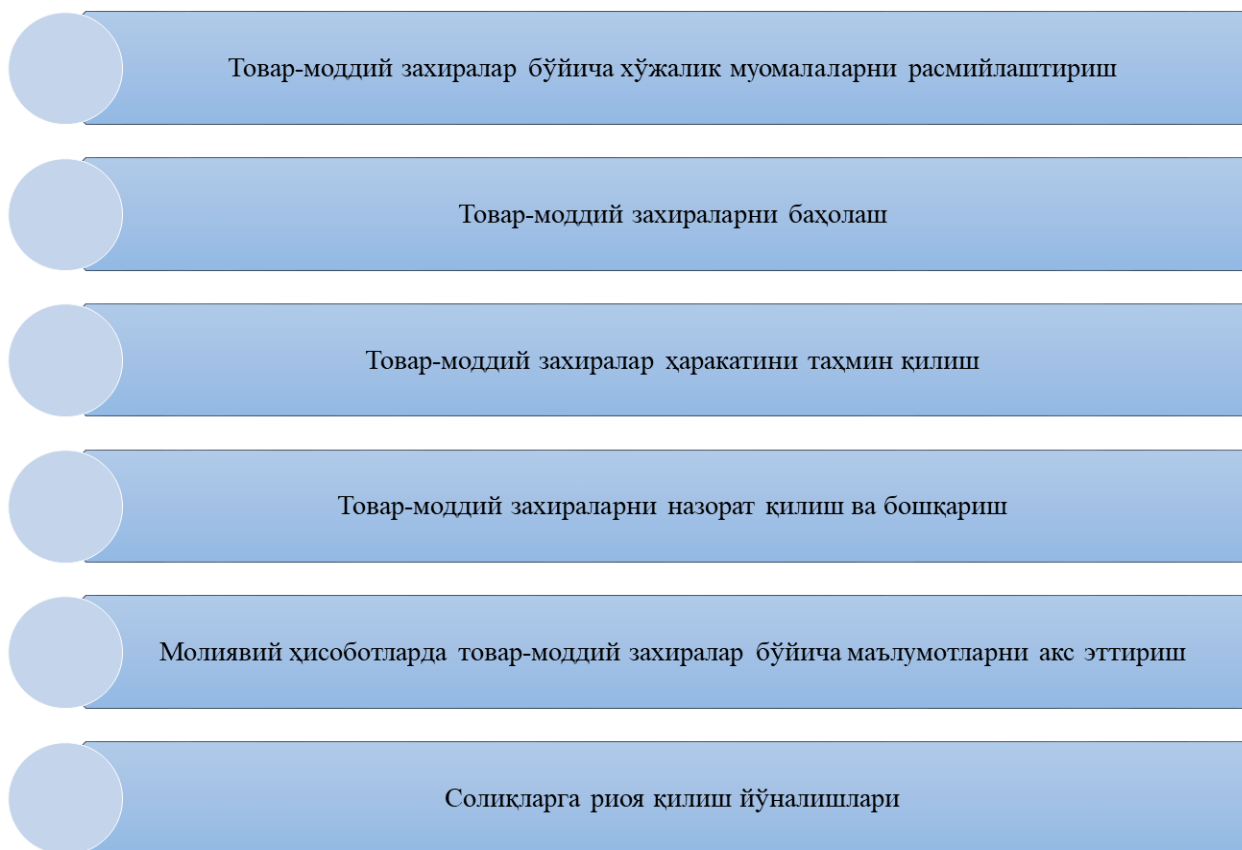 Товар-моддий захиралар бўйича хўжалик муомалаларни расмийлаштириш
Товар-моддий захираларни баҳолаш
Товар-моддий захиралар ҳаракатини таҳмин қилиш
Товар-моддий захираларни назорат қилиш ва бошқариш
Молиявий ҳисоботларда товар-моддий захиралар бўйича маълумотларни акс эттириш
Солиқларга риоя қилиш йўналишлари